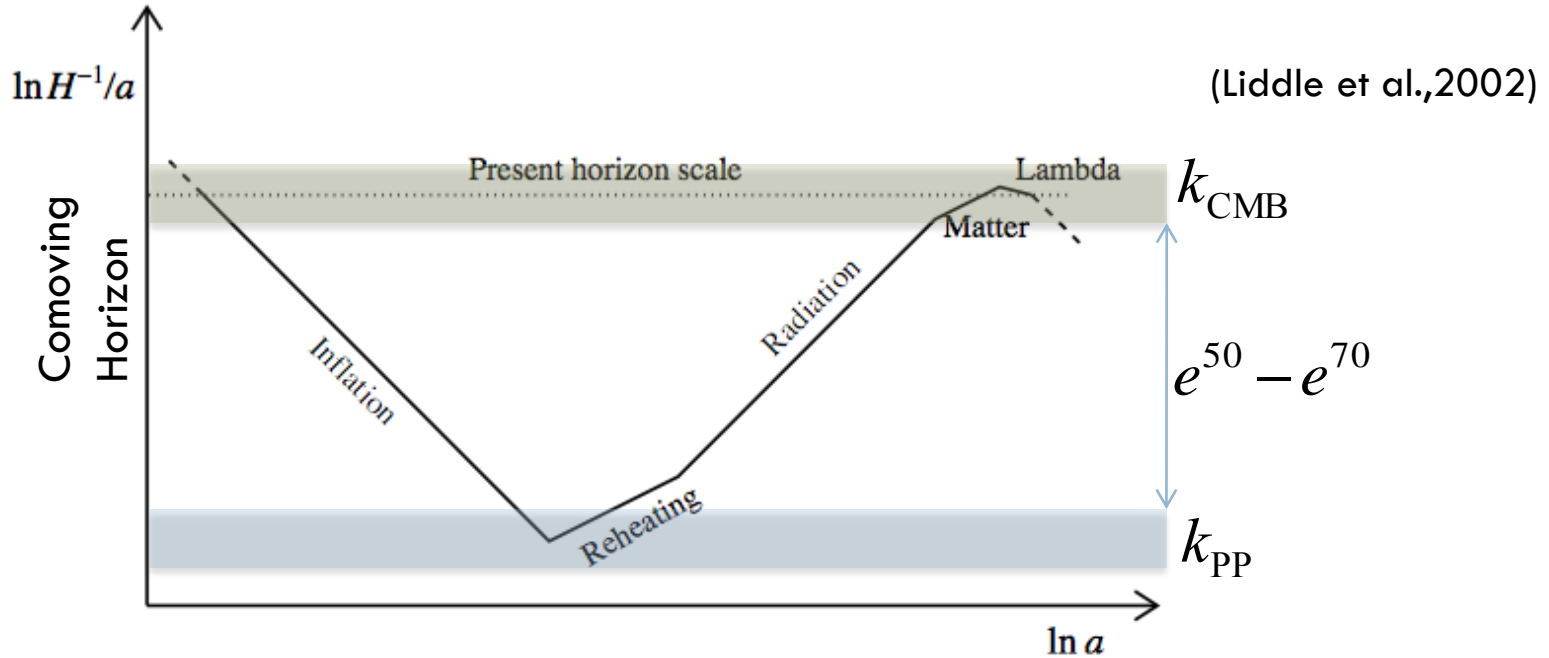 ln H⁻¹/a
(Liddle et al.,2002)
Present horizon scale
Lambda
k_CMB
Matter
Comoving
Horizon
Inflation
Radiation
e⁵⁰ – e⁷⁰
Reheating
k_PP
ln a